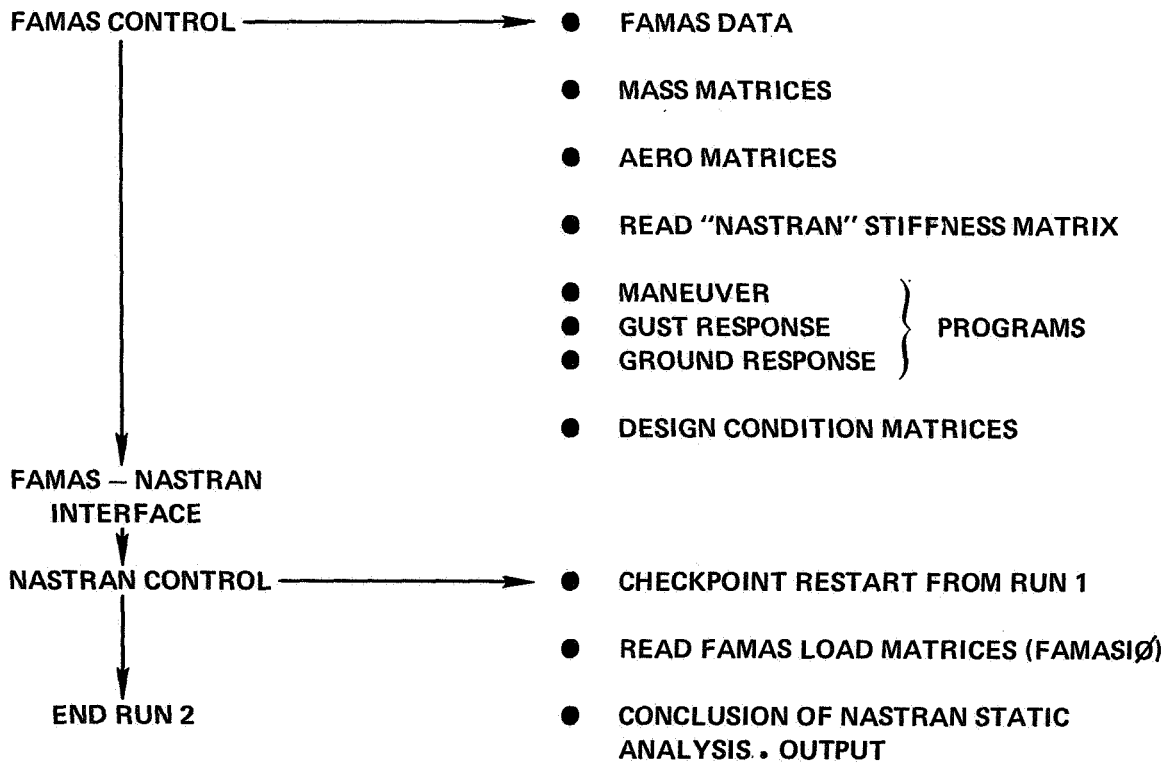 FAMAS CONTROL
● FAMAS DATA
● MASS MATRICES
● AERO MATRICES
● READ “NASTRAN” STIFFNESS MATRIX
● MANEUVER
● GUST RESPONSE
● GROUND RESPONSE
PROGRAMS
● DESIGN CONDITION MATRICES
FAMAS – NASTRAN
INTERFACE
NASTRAN CONTROL
● CHECKPOINT RESTART FROM RUN 1
● READ FAMAS LOAD MATRICES (FAMASIØ)
END RUN 2
● CONCLUSION OF NASTRAN STATIC
ANALYSIS. OUTPUT